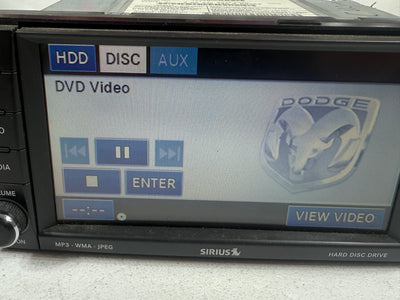 HDD DISC AUX
DVD Video
DODGE
ENTER
--:--
VIEW VIDEO
MP3 - WMA - JPEG
SIRIUS
HARD DISC DRIVE